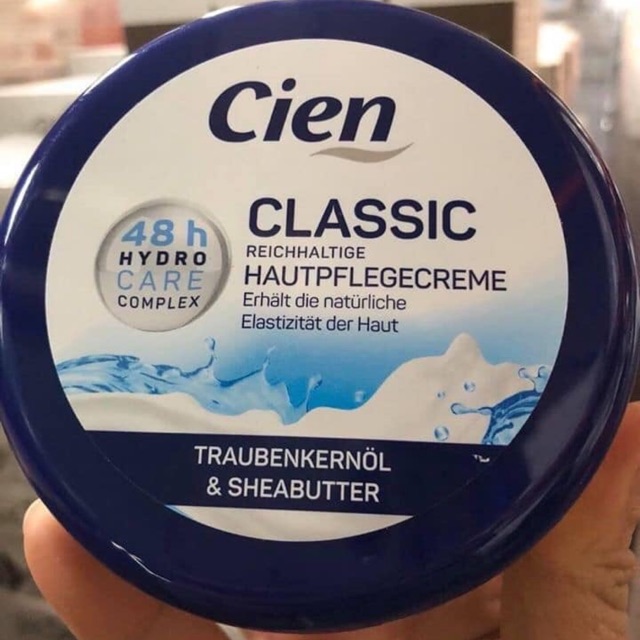 Cien
CLASSIC
REICHHALTIGE
HAUTPFLEGECREME
Erhält die natürliche
Elastizität der Haut
48 h
HYDRO
CARE
COMPLEX
TRAUBENKERNÖL
& SHEABUTTER